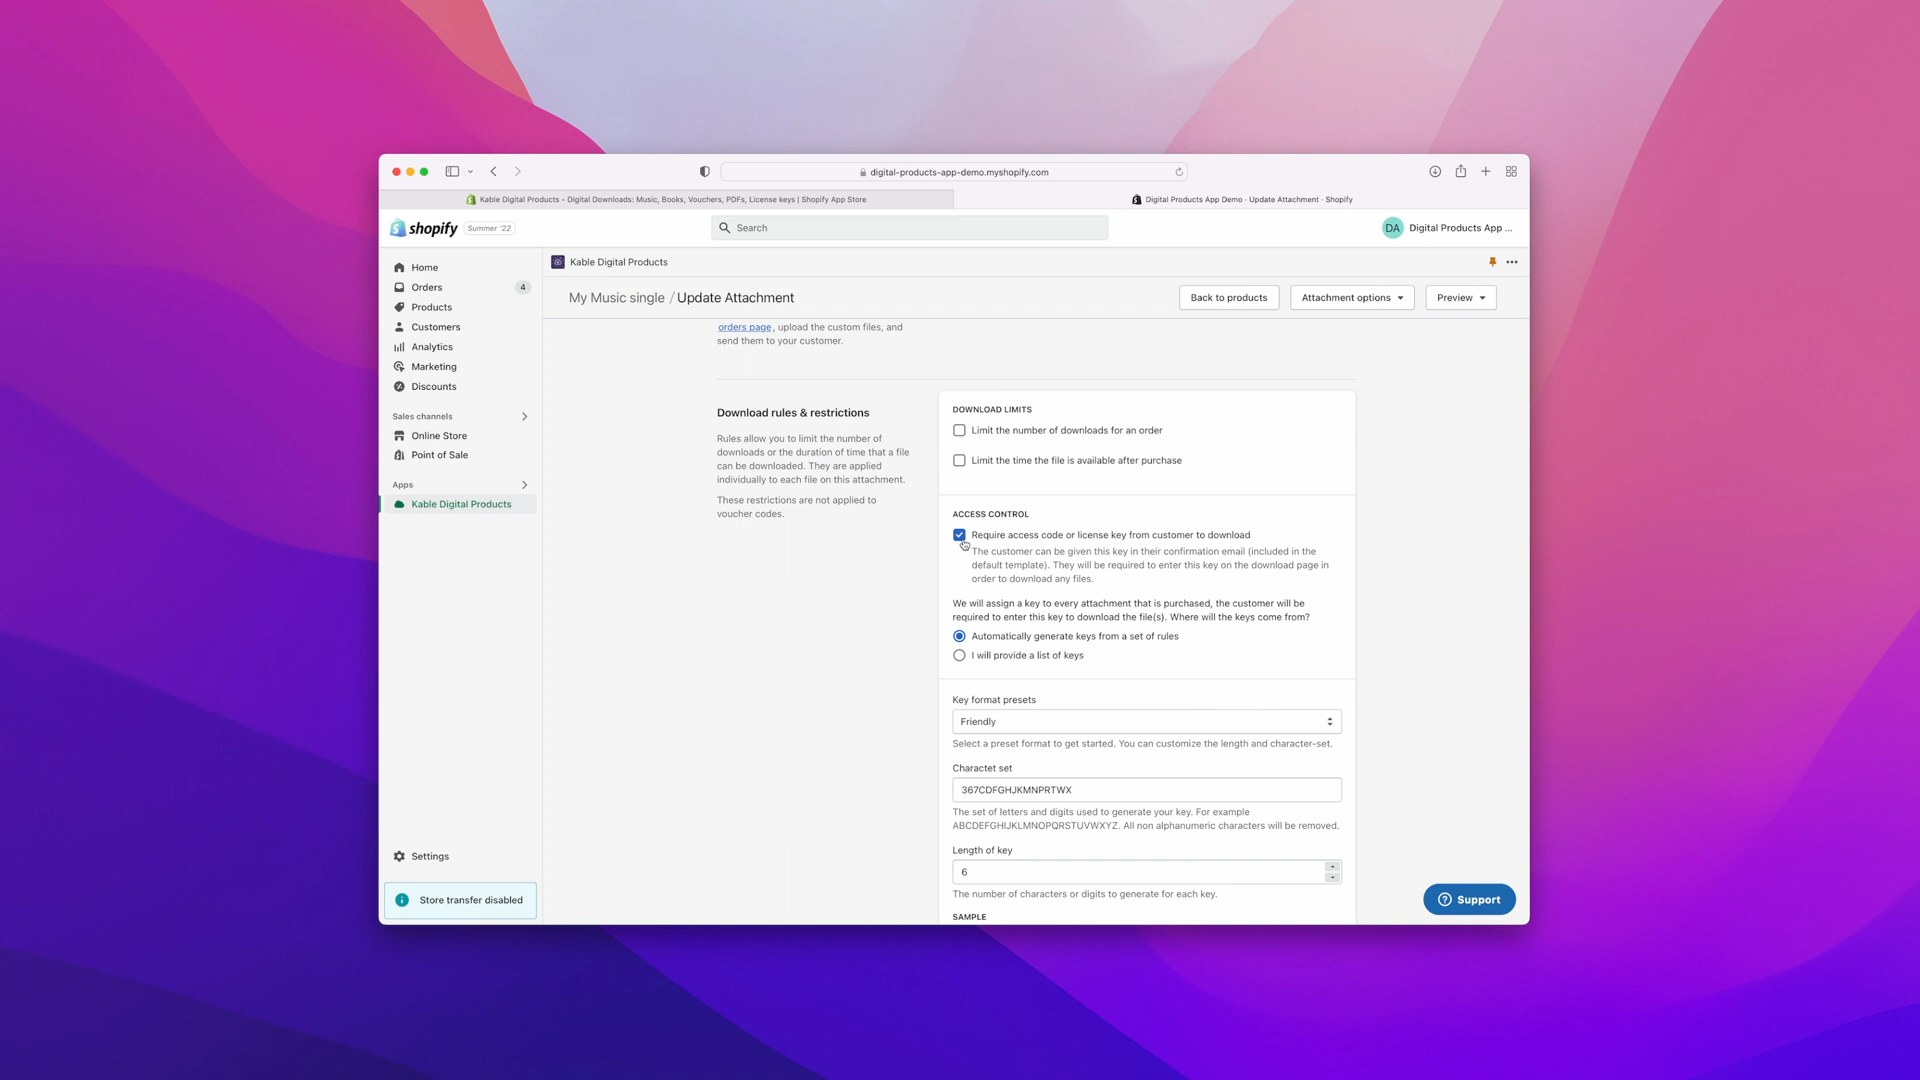 digital-products-app-demo.myshopify.com
Kable Digital Products - Digital Downloads: Music, Books, Vouchers, PDFs, License keys | Shopify App Store
Digital Products App Demo · Update Attachment · Shopify
shopify
Summer '22
Search
DA
Digital Products App ...
Home
Orders
4
Products
Customers
Analytics
Marketing
Discounts
Sales channels
Online Store
Point of Sale
Apps
Kable Digital Products
Settings
Store transfer disabled
Kable Digital Products
My Music single / Update Attachment
Back to products
Attachment options
Preview
orders page, upload the custom files, and
send them to your customer.
Download rules & restrictions
Rules allow you to limit the number of
downloads or the duration of time that a file
can be downloaded. They are applied
individually to each file on this attachment.
These restrictions are not applied to
voucher codes.
DOWNLOAD LIMITS
Limit the number of downloads for an order
Limit the time the file is available after purchase
ACCESS CONTROL
Require access code or license key from customer to download
The customer can be given this key in their confirmation email (included in the
default template). They will be required to enter this key on the download page in
order to download any files.
We will assign a key to every attachment that is purchased, the customer will be
required to enter this key to download the file(s). Where will the keys come from?
Automatically generate keys from a set of rules
I will provide a list of keys
Key format presets
Friendly
Select a preset format to get started. You can customize the length and character-set.
Charactet set
367CDFGHJKMNPRTWX
The set of letters and digits used to generate your key. For example
ABCDEFGHIJKLMNOPQRSTUVWXYZ. All non alphanumeric characters will be removed.
Length of key
6
The number of characters or digits to generate for each key.
SAMPLE
Support